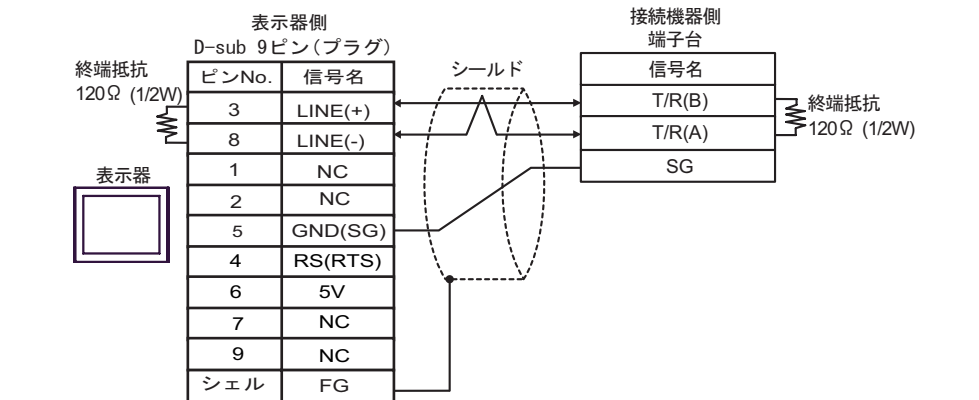 表示器側
D-sub 9ピン(プラグ)
接続機器側
端子台
終端抵抗
120Ω (1/2W)
ピンNo. 信号名
シールド
信号名
3 LINE(+)
T/R(B)
終端抵抗
120Ω (1/2W)
8 LINE(-)
T/R(A)
表示器
1 NC
SG
2 NC
5 GND(SG)
4 RS(RTS)
6 5V
7 NC
9 NC
シェル FG